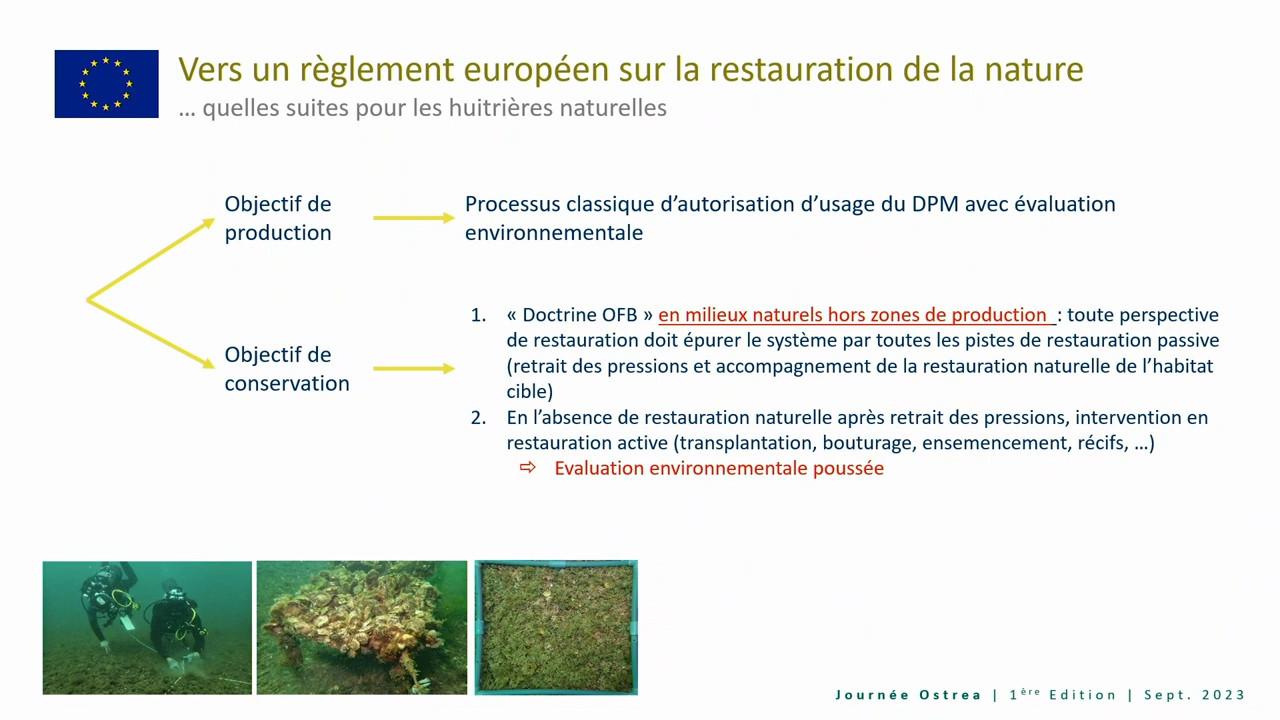 Vers un règlement européen sur la restauration de la nature
… quelles suites pour les huitrières naturelles
Objectif de
production
Processus classique d’autorisation d’usage du DPM avec évaluation
environnementale
Objectif de
conservation
1. « Doctrine OFB » en milieux naturels hors zones de production : toute perspective
de restauration doit épurer le système par toutes les pistes de restauration passive
(retrait des pressions et accompagnement de la restauration naturelle de l’habitat
cible)
2. En l’absence de restauration naturelle après retrait des pressions, intervention en
restauration active (transplantation, bouturage, ensemencement, récifs, …)
⇨ Evaluation environnementale poussée
Journée Ostrea | 1ère Edition | Sept. 2023